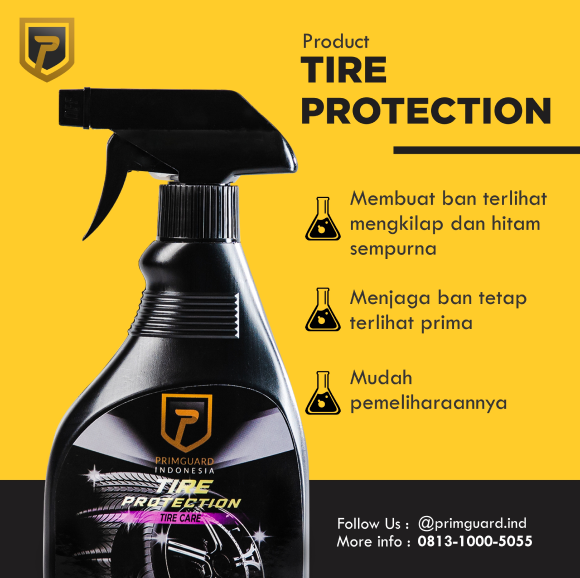 Product
TIRE
PROTECTION
Membuat ban terlihat
mengkilap dan hitam
sempurna
Menjaga ban tetap
terlihat prima
Mudah
pemeliharaannya
PRIMGUARD
INDONESIA
TIRE
PROTECTION
TIRE CARE
Follow Us : @primguard.ind
More info : 0813-1000-5055